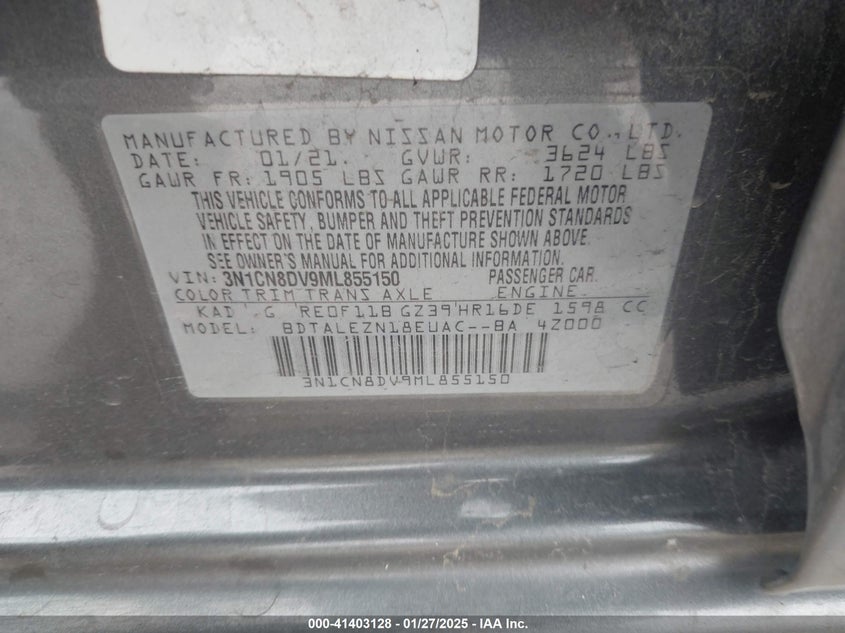 MANUFACTURED BY NISSAN MOTOR CO., LTD.
DATE: 01/21. GVWR: 3624 LBS
GAWR FR: 1905 LBS GAWR RR: 1720 LBS
THIS VEHICLE CONFORMS TO ALL APPLICABLE FEDERAL MOTOR
VEHICLE SAFETY, BUMPER AND THEFT PREVENTION STANDARDS
IN EFFECT ON THE DATE OF MANUFACTURE SHOWN ABOVE.
SEE OWNER'S MANUAL FOR ADDITIONAL INFORMATION.
VIN: 3N1CN8DV9ML855150 PASSENGER CAR
COLOR TRIM TRANS AXLE ENGINE
KAD G RE0F11B GZ39 HR16DE 1598 CC
MODEL: BDTALEZN18EUAC--BA 4Z000
3N1CN8DV9ML855150
000-41403128 - 01/27/2025 - IAA Inc.